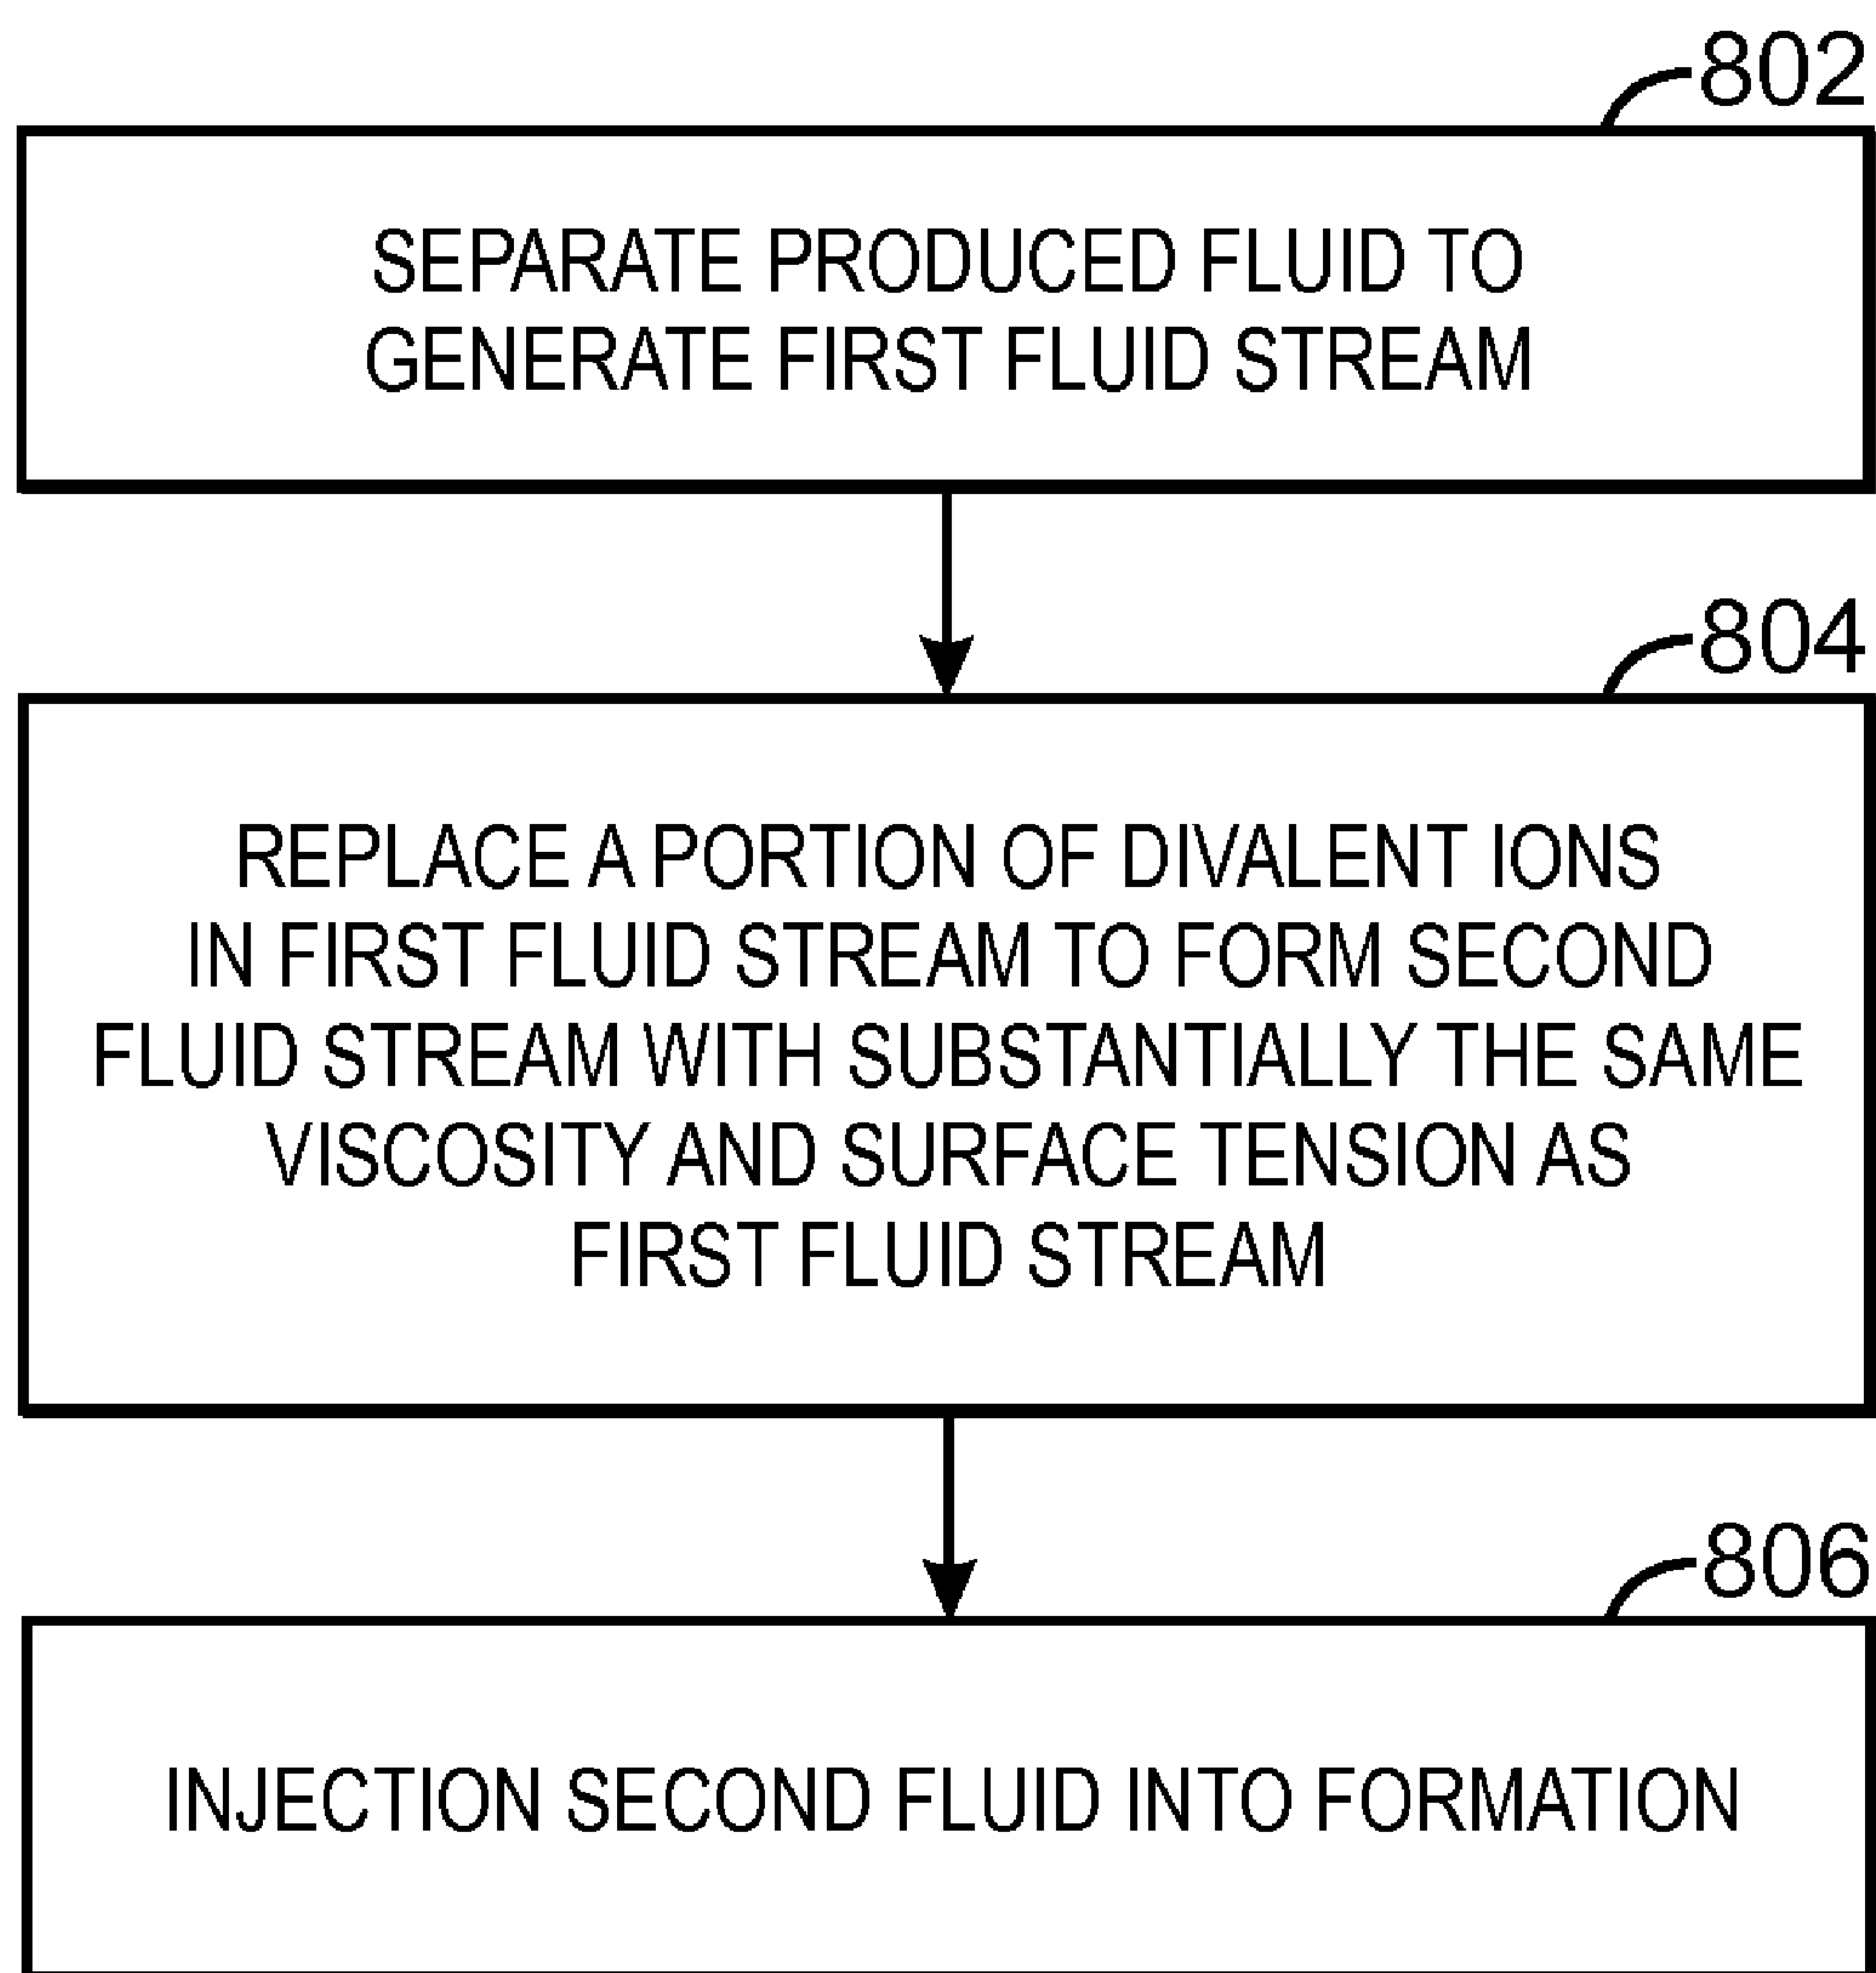 802
SEPARATE PRODUCED FLUID TO
GENERATE FIRST FLUID STREAM
804
REPLACE A PORTION OF DIVALENT IONS
IN FIRST FLUID STREAM TO FORM SECOND
FLUID STREAM WITH SUBSTANTIALLY THE SAME
VISCOSITY AND SURFACE TENSION AS
FIRST FLUID STREAM
806
INJECTION SECOND FLUID INTO FORMATION